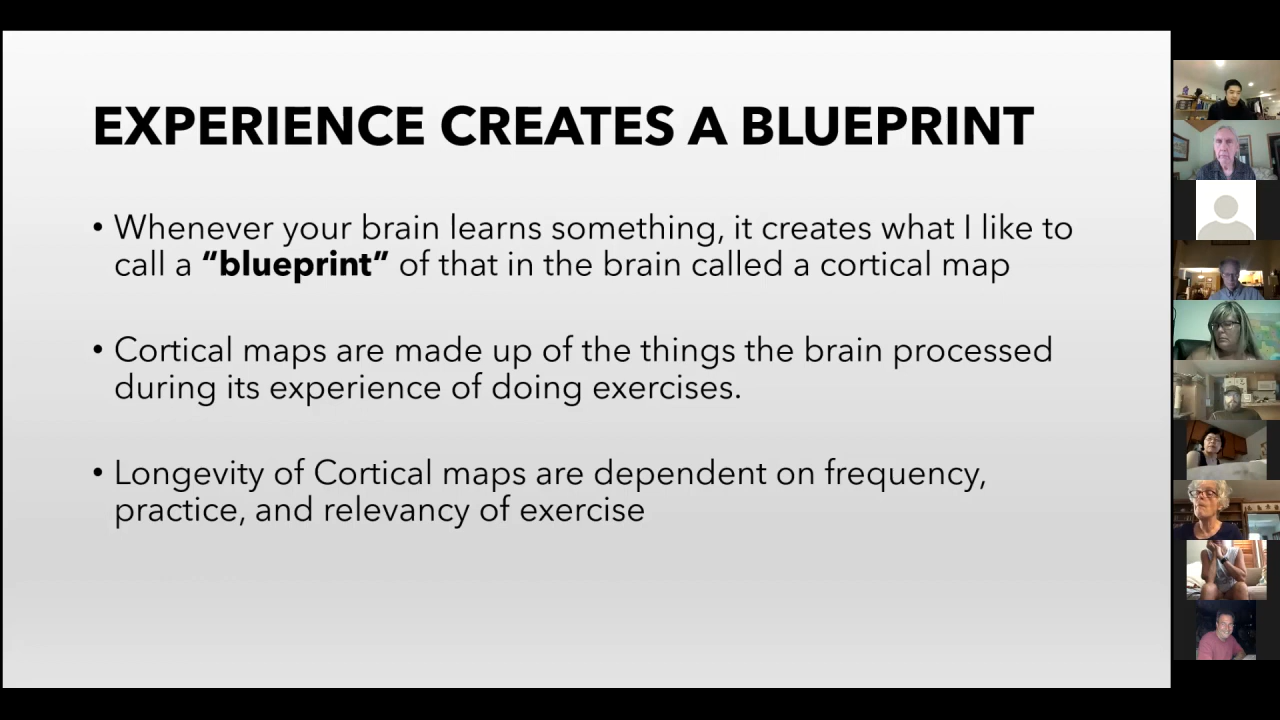 EXPERIENCE CREATES A BLUEPRINT
• Whenever your brain learns something, it creates what I like to
call a “blueprint” of that in the brain called a cortical map
• Cortical maps are made up of the things the brain processed
during its experience of doing exercises.
• Longevity of Cortical maps are dependent on frequency,
practice, and relevancy of exercise